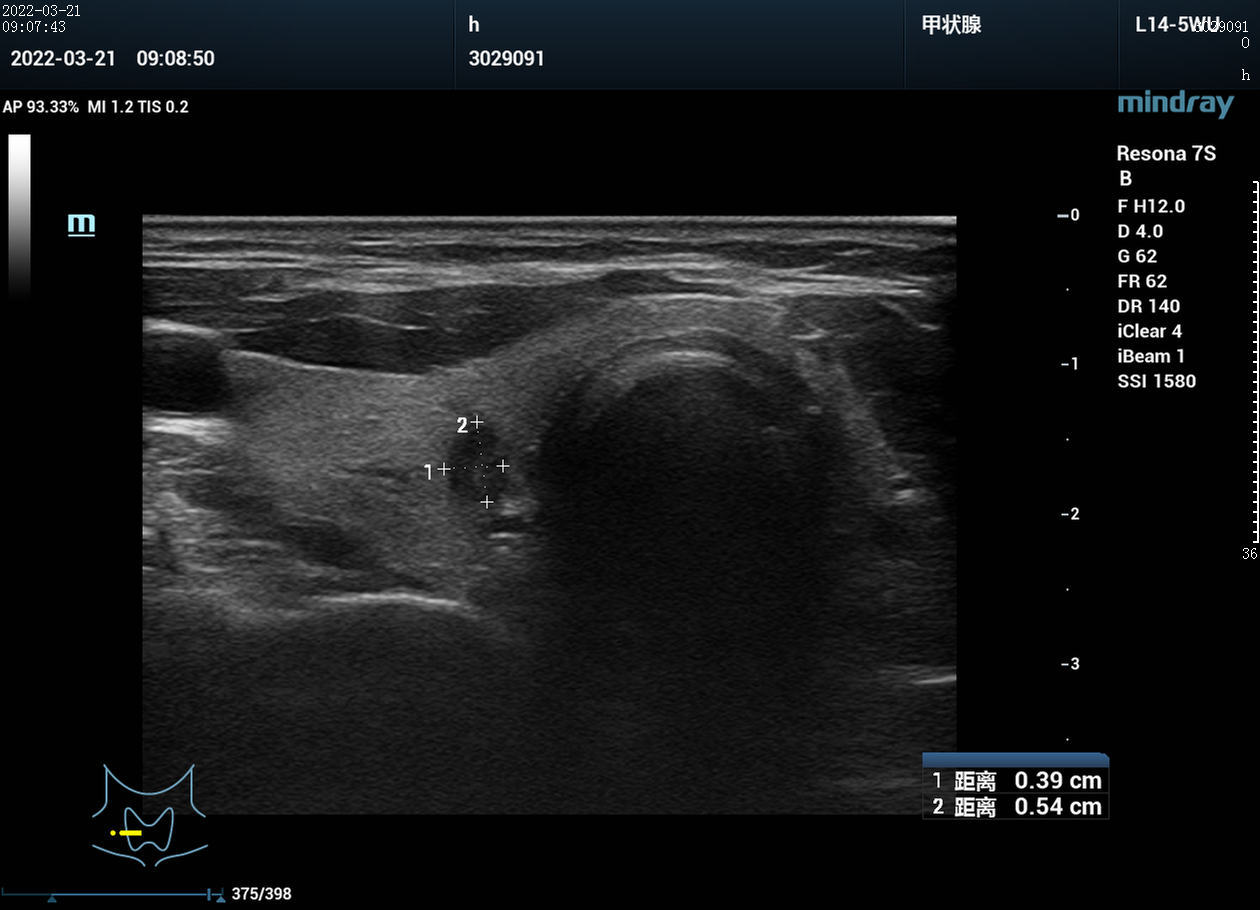 2022-03-21
09:07:43
2022-03-21 09:08:50
h
3029091
甲状腺
L14-5WU
3029091
0
h
AP 93.33% MI 1.2 TIS 0.2
mindray
m
Resona 7S
B
F H12.0
D 4.0
G 62
FR 62
DR 140
iClear 4
iBeam 1
SSI 1580
0
-1
-2
-3
36
2
1
1 距离 0.39 cm
2 距离 0.54 cm
375/398